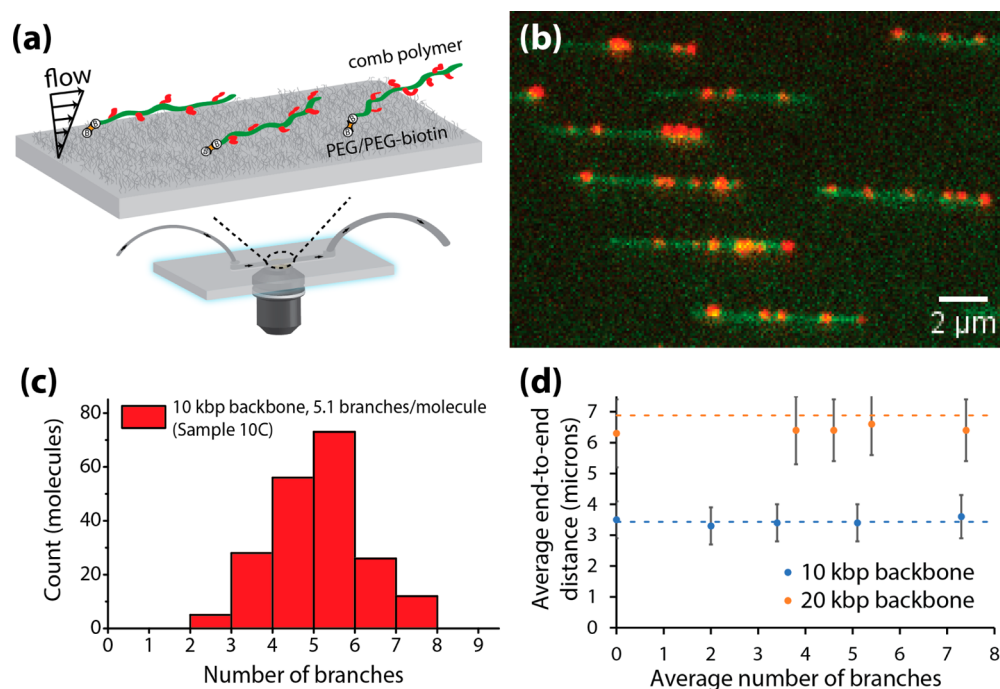 (a)
flow
comb polymer
PEG/PEG-biotin
B
B
B
B
B
B
(b)
2 µm
(c)
10 kbp backbone, 5.1 branches/molecule
(Sample 10C)
Count (molecules)
80
60
40
20
0
0 1 2 3 4 5 6 7 8 9
Number of branches
(d)
Average end-to-end
distance (microns)
7
6
5
4
3
2
1
0
10 kbp backbone
20 kbp backbone
0 1 2 3 4 5 6 7 8
Average number of branches